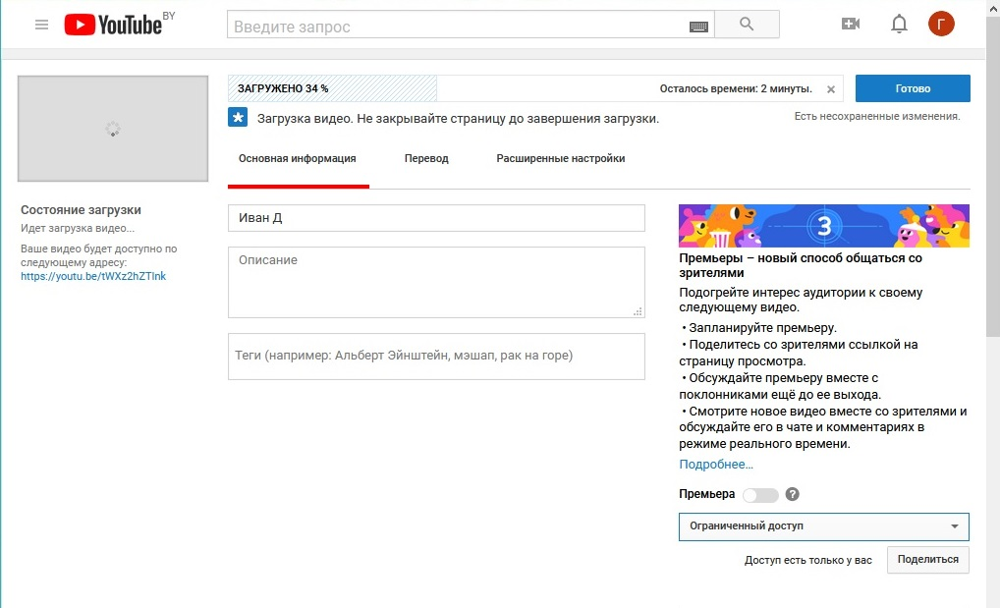 YouTube BY
Введите запрос
Г
ЗАГРУЖЕНО 34 %
Осталось времени: 2 минуты.
Готово
Загрузка видео. Не закрывайте страницу до завершения загрузки.
Есть несохраненные изменения.
Основная информация
Перевод
Расширенные настройки
Состояние загрузки
Идет загрузка видео...
Ваше видео будет доступно по
следующему адресу:
https://youtu.be/tWXz2hZTlnk
Иван Д
Описание
Теги (например: Альберт Эйнштейн, мэшап, рак на горе)
3
Премьеры – новый способ общаться со
зрителями
Подогрейте интерес аудитории к своему
следующему видео.
• Запланируйте премьеру.
• Поделитесь со зрителями ссылкой на
страницу просмотра.
• Обсуждайте премьеру вместе с
поклонниками ещё до ее выхода.
• Смотрите новое видео вместе со зрителями и
обсуждайте его в чате и комментариях в
режиме реального времени.
Подробнее...
Премьера ?
Ограниченный доступ
Доступ есть только у вас
Поделиться